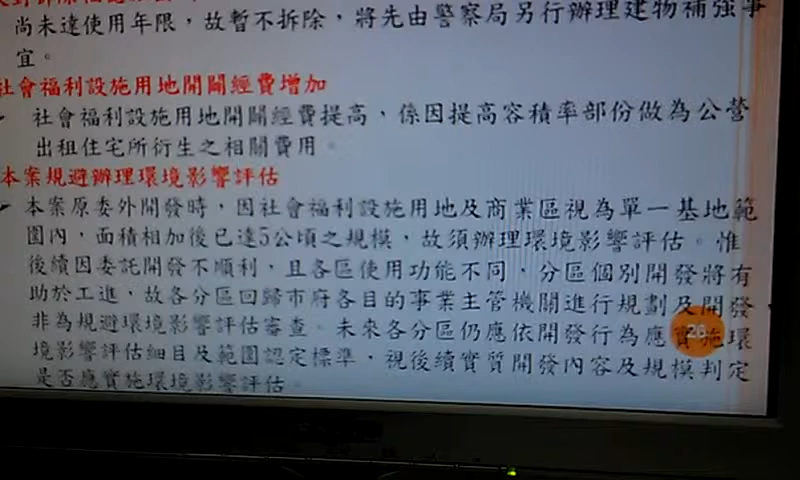 尚未達使用年限，故暫不拆除，將先由警察局另行辦理建物補強事
宜。
社會福利設施用地開闢經費增加
社會福利設施用地開闢經費提高，係因提高容積率部份做為公營
出租住宅所衍生之相關費用。
本案規避辦理環境影響評估
本案原委外開發時，因社會福利設施用地及商業區視為單一基地範
圍內，面積相加後已達5公頃之規模，故須辦理環境影響評估。惟
後續因委託開發不順利，且各區使用功能不同，分區個別開發將有
助於工進，故各分區回歸市府各目的事業主管機關進行規劃及開發
非為規避環境影響評估審查。未來各分區仍應依開發行為應實施環
境影響評估細目及範圍認定標準，視後續實質開發內容及規模判定
是否應實施環境影響評估。